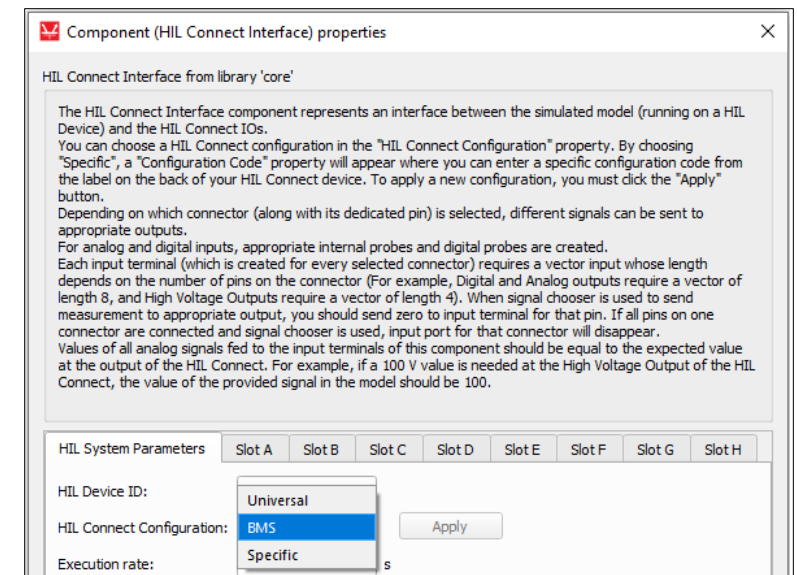 Component (HIL Connect Interface) properties
HIL Connect Interface from library 'core'
The HIL Connect Interface component represents an interface between the simulated model (running on a HIL
Device) and the HIL Connect IOs.
You can choose a HIL Connect configuration in the "HIL Connect Configuration" property. By choosing
"Specific", a "Configuration Code" property will appear where you can enter a specific configuration code from
the label on the back of your HIL Connect device. To apply a new configuration, you must click the "Apply"
button.
Depending on which connector (along with its dedicated pin) is selected, different signals can be sent to
appropriate outputs.
For analog and digital inputs, appropriate internal probes and digital probes are created.
Each input terminal (which is created for every selected connector) requires a vector input whose length
depends on the number of pins on the connector (For example, Digital and Analog outputs require a vector of
length 8, and High Voltage Outputs require a vector of length 4). When signal chooser is used to send
measurement to appropriate output, you should send zero to input terminal for that pin. If all pins on one
connector are connected and signal chooser is used, input port for that connector will disappear.
Values of all analog signals fed to the input terminals of this component should be equal to the expected value
at the output of the HIL Connect. For example, if a 100 V value is needed at the High Voltage Output of the HIL
Connect, the value of the provided signal in the model should be 100.
HIL System Parameters Slot A Slot B Slot C Slot D Slot E Slot F Slot G Slot H
HIL Device ID:
Universal
HIL Connect Configuration: BMS Apply
Specific
Execution rate: s